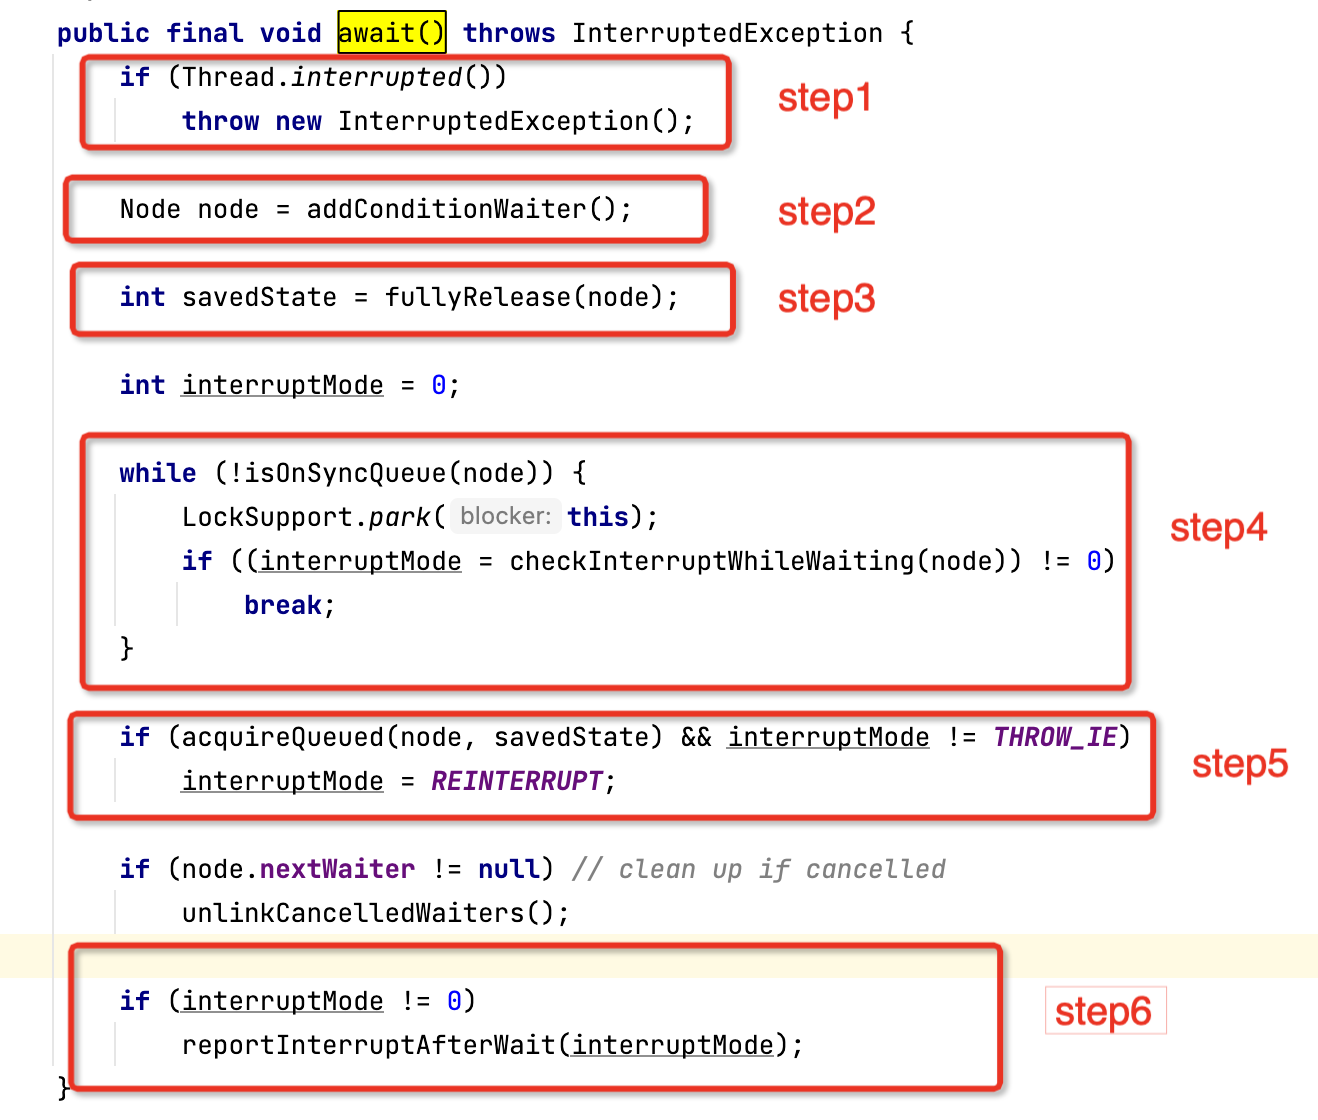 public final void await() throws InterruptedException {
if (Thread.interrupted())
throw new InterruptedException();
step1
Node node = addConditionWaiter();
step2
int savedState = fullyRelease(node);
step3
int interruptMode = 0;
while (!isOnSyncQueue(node)) {
LockSupport.park( blocker: this);
step4
if ((interruptMode = checkInterruptWhileWaiting(node)) != 0)
break;
}
if (acquireQueued(node, savedState) && interruptMode != THROW_IE)
step5
interruptMode = REINTERRUPT;
if (node.nextWaiter != null) // clean up if cancelled
unlinkCancelledWaiters();
if (interruptMode != 0)
step6
reportInterruptAfterWait(interruptMode);
}